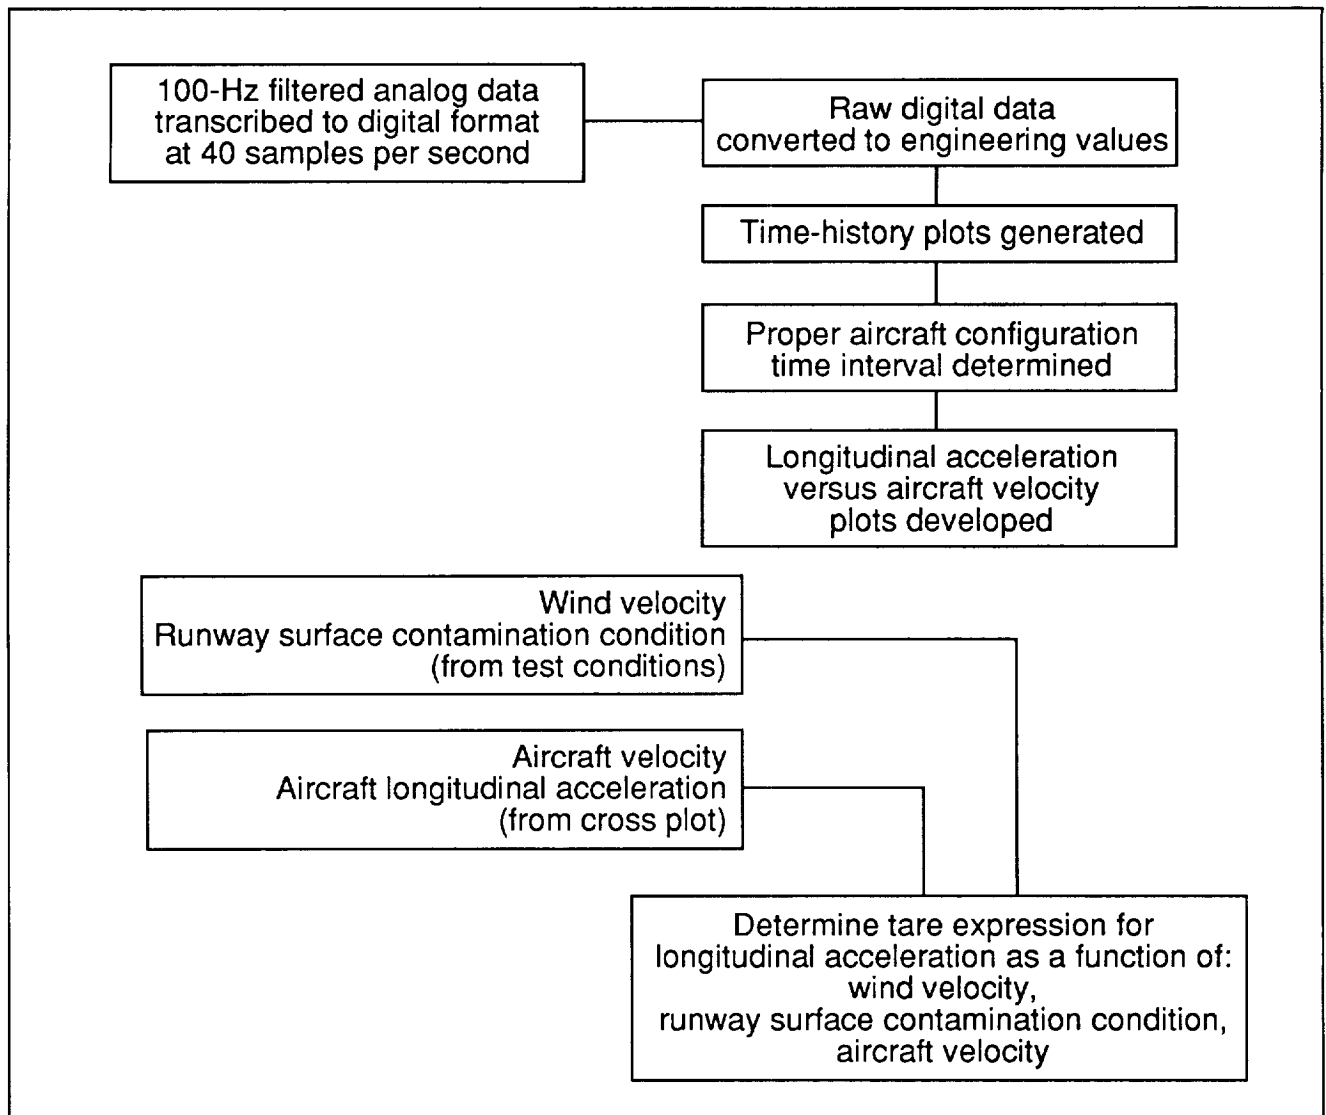 100-Hz filtered analog data
transcribed to digital format
at 40 samples per second
Raw digital data
converted to engineering values
Time-history plots generated
Proper aircraft configuration
time interval determined
Longitudinal acceleration
versus aircraft velocity
plots developed
Wind velocity
Runway surface contamination condition
(from test conditions)
Aircraft velocity
Aircraft longitudinal acceleration
(from cross plot)
Determine tare expression for
longitudinal acceleration as a function of:
wind velocity,
runway surface contamination condition,
aircraft velocity